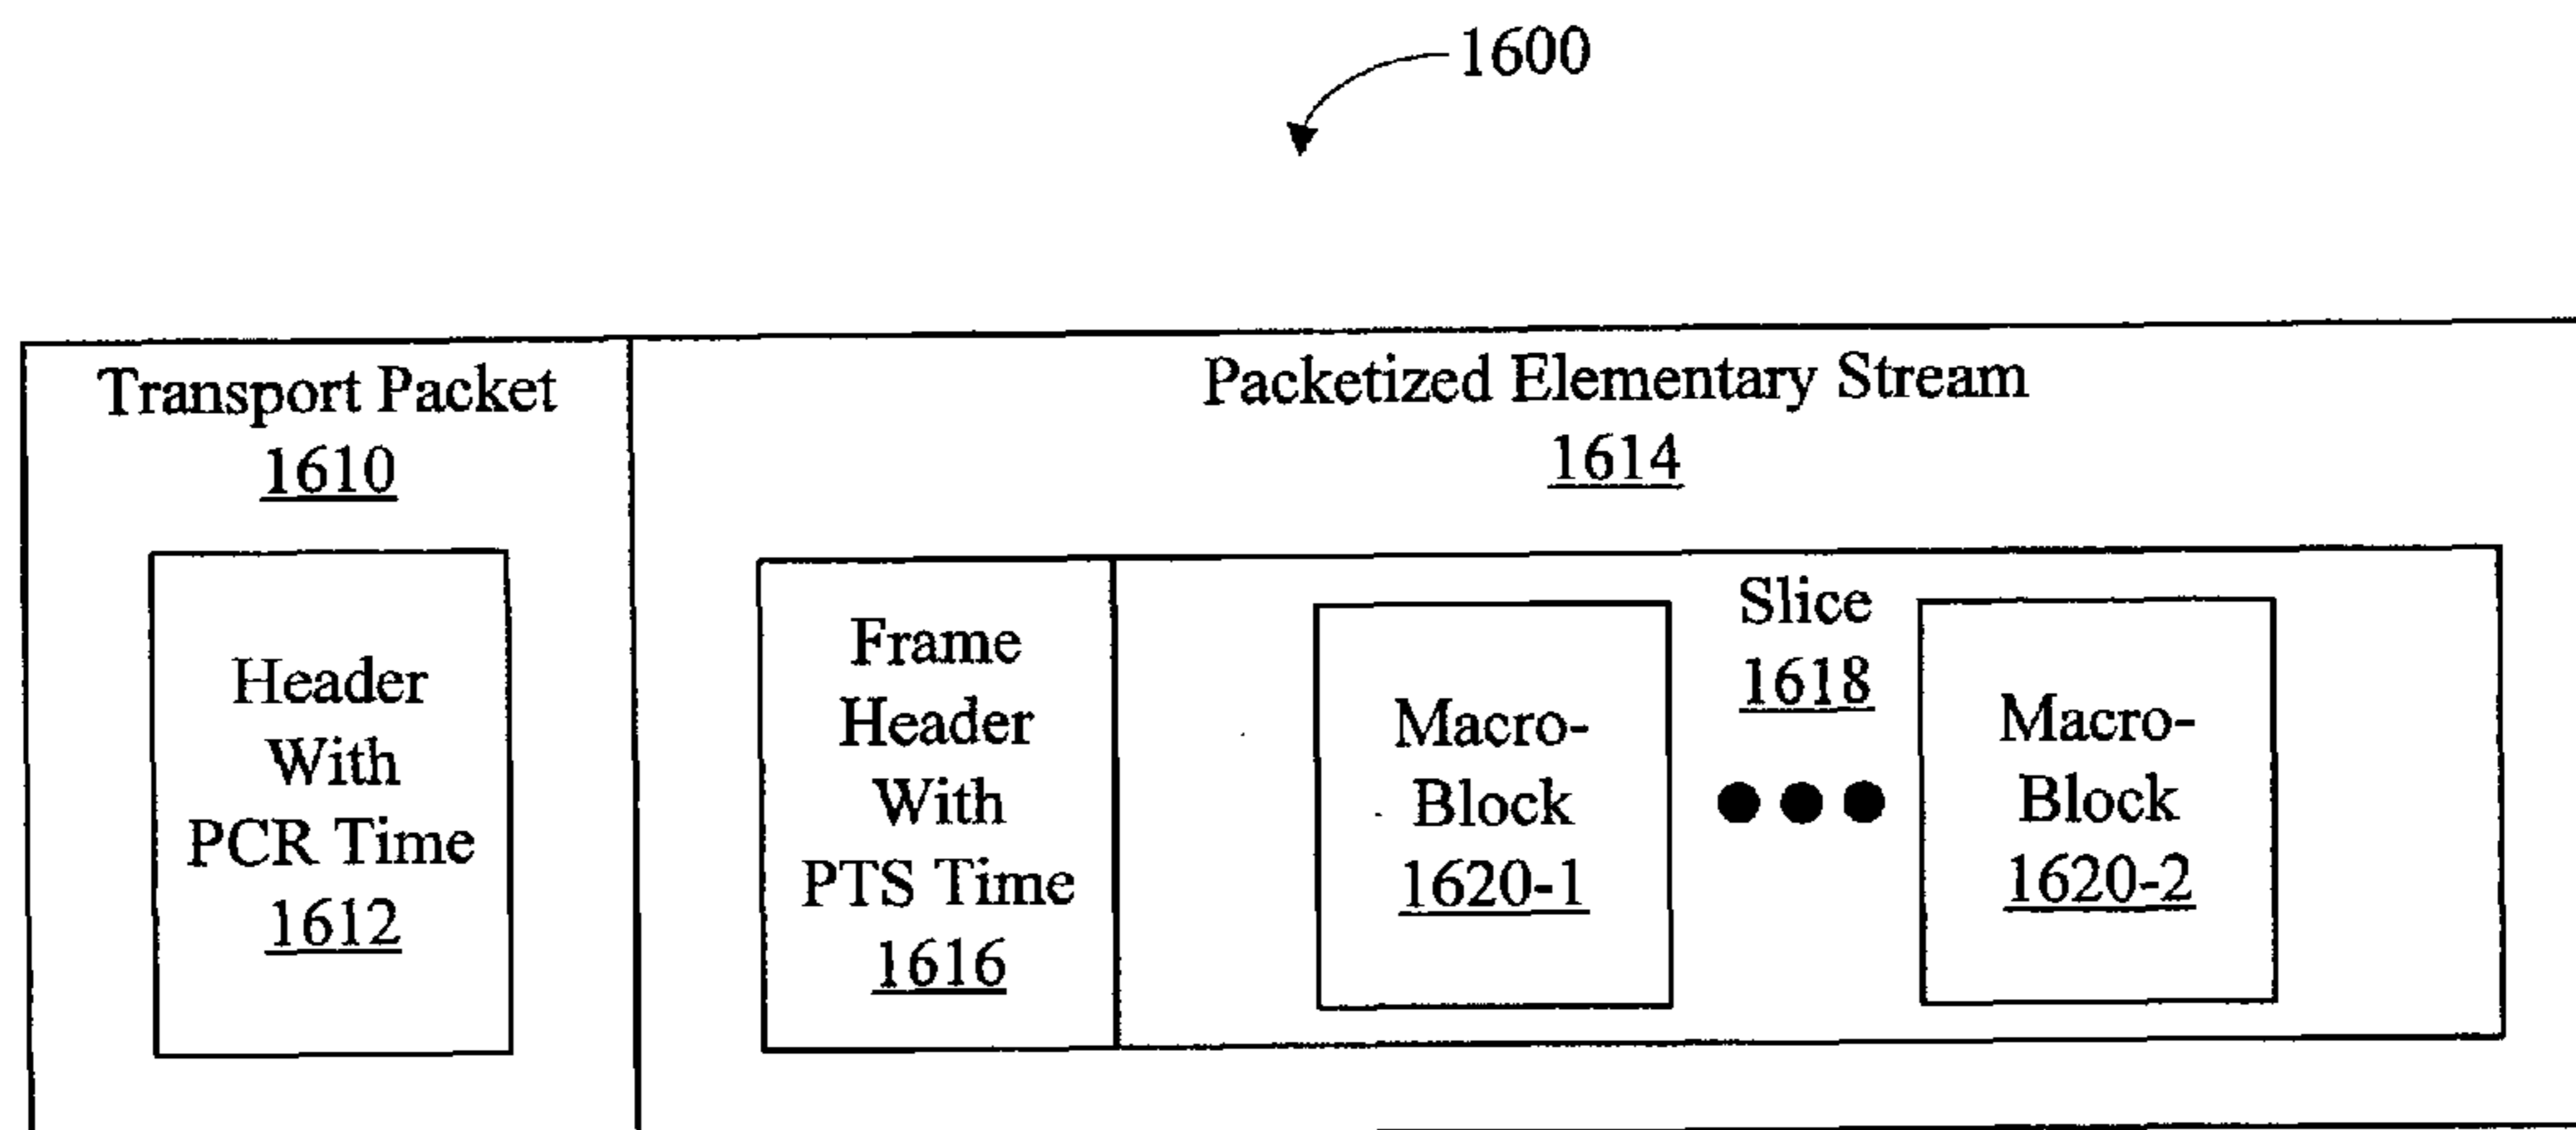 1600
Transport Packet
1610
Header
With
PCR Time
1612
Packetized Elementary Stream
1614
Frame
Header
With
PTS Time
1616
Slice
1618
Macro-
Block
1620-1
Macro-
Block
1620-2